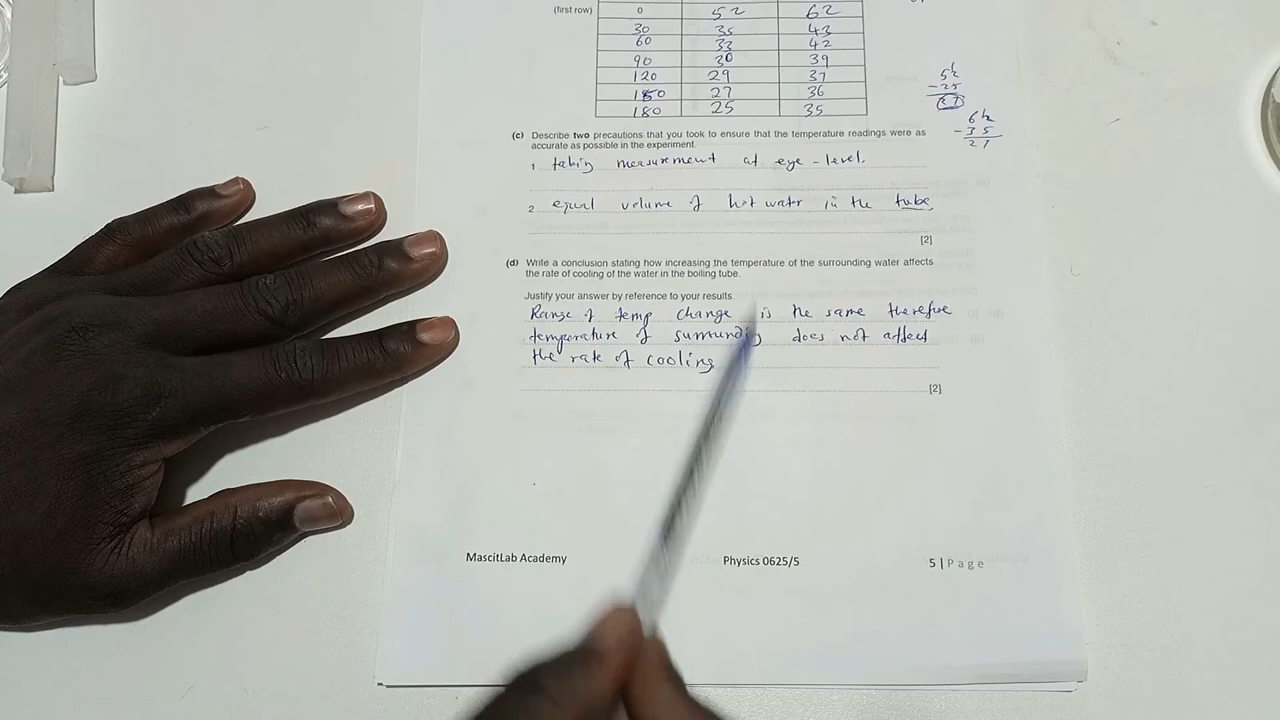 (first row) 0 52 62
30 35 43
60 33 42
90 30 39
120 29 37
150 27 36
180 25 35
52
- 25
27
62
- 35
27
(c) Describe two precautions that you took to ensure that the temperature readings were as
accurate as possible in the experiment.
1 taking measurement at eye-level.
2 equal volume of hot water in the tube
[2]
(d) Write a conclusion stating how increasing the temperature of the surrounding water affects
the rate of cooling of the water in the boiling tube.
Justify your answer by reference to your results.
Range of temp change is the same therefore
temperature of surrounding does not affect
the rate of cooling
[2]
MascitLab Academy Physics 0625/5 5 | Page